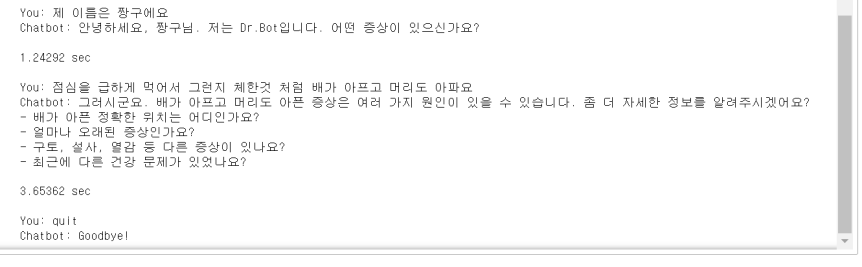 You: 제 이름은 짱구에요
Chatbot: 안녕하세요, 짱구님. 저는 Dr.Bot입니다. 어떤 증상이 있으신가요?
1.24292 sec
You: 점심을 급하게 먹어서 그런지 체한것 처럼 배가 아프고 머리도 아파요
Chatbot: 그러시군요. 배가 아프고 머리도 아픈 증상은 여러 가지 원인이 있을 수 있습니다. 좀 더 자세한 정보를 알려주시겠어요?
- 배가 아픈 정확한 위치는 어디인가요?
- 얼마나 오래된 증상인가요?
- 구토, 설사, 열감 등 다른 증상이 있나요?
- 최근에 다른 건강 문제가 있었나요?
3.65362 sec
You: quit
Chatbot: Goodbye!